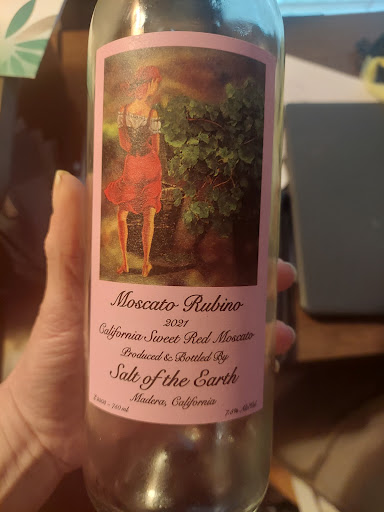 Moscato Rubino
2021
California Sweet Red Moscato
Produced & Bottled By
Salt of the Earth
Madera, California